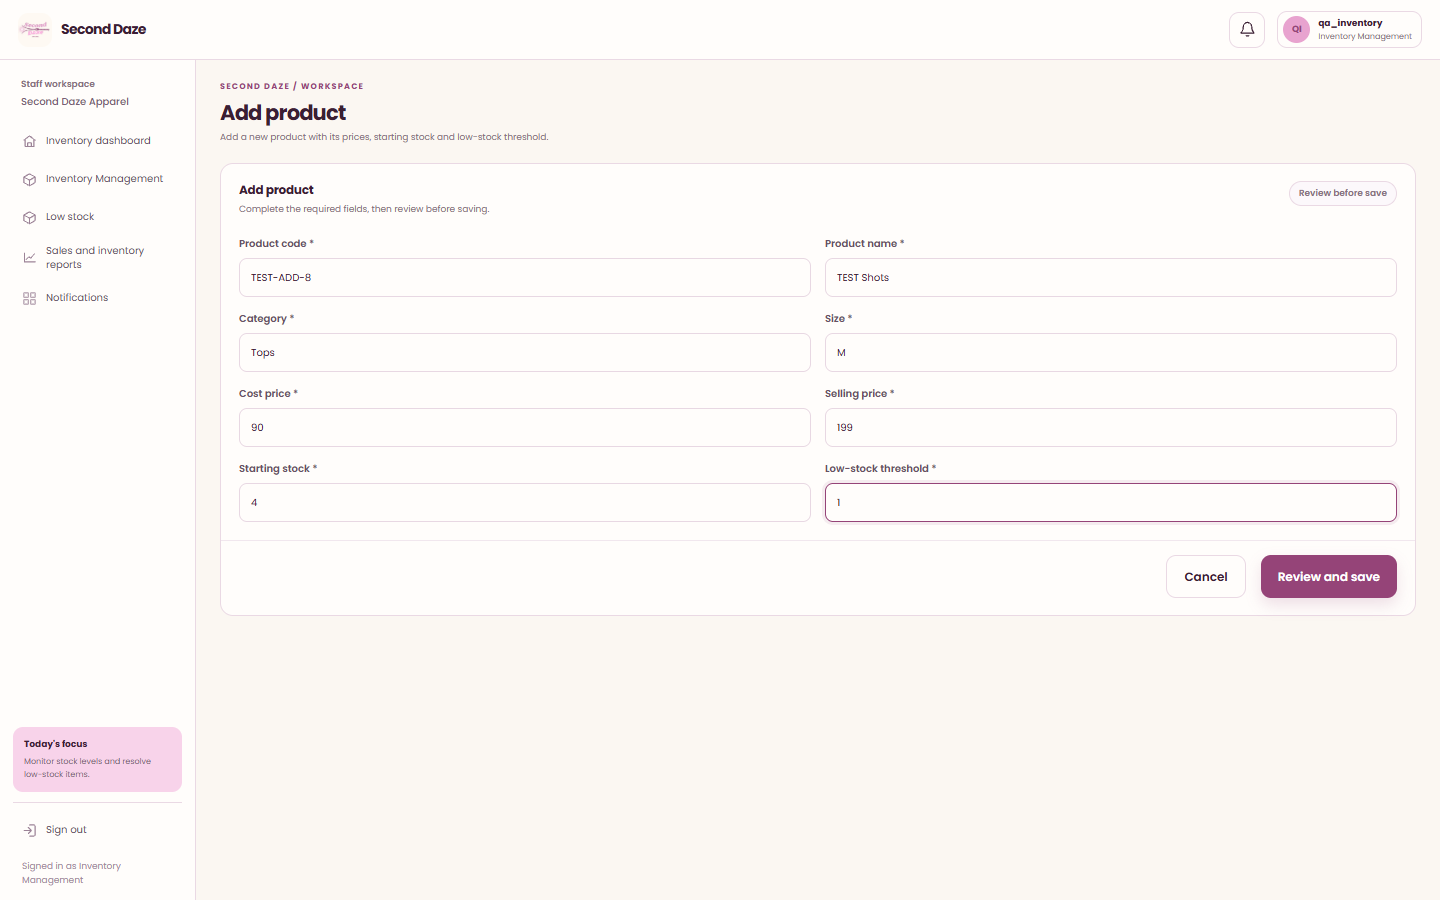 Second Daze
qa_inventory
QI
Inventory Management
Staff workspace
Second Daze Apparel
Inventory dashboard
Inventory Management
Low stock
Sales and inventory
reports
Notifications
Today's focus
Monitor stock levels and resolve
low-stock items.
Sign out
Signed in as Inventory
Management
SECOND DAZE / WORKSPACE
Add product
Add a new product with its prices, starting stock and low-stock threshold.
Add product
Review before save
Complete the required fields, then review before saving.
Product code *
Product name *
TEST-ADD-8
TEST Shots
Category *
Size *
Tops
M
Cost price *
Selling price *
90
199
Starting stock *
Low-stock threshold *
4
1
Cancel
Review and save